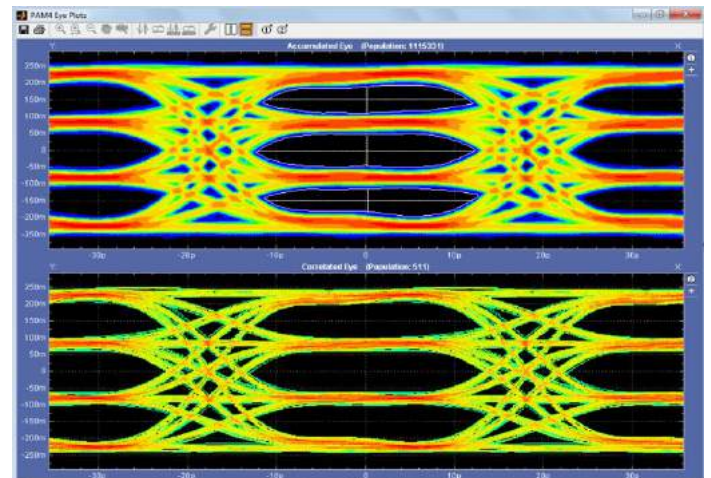 PAM4 Eye Plots
Accumulated Eye (Population: 1115331)
Y:
X:
250m
200m
150m
100m
50m
0
-50m
-100m
-150m
-200m
-250m
-30p
-20p
-10p
0
10p
20p
30p
Correlated Eye (Population: 511)
Y:
X:
250m
200m
150m
100m
50m
0
-50m
-100m
-150m
-200m
-250m
-30p
-20p
-10p
0
10p
20p
30p